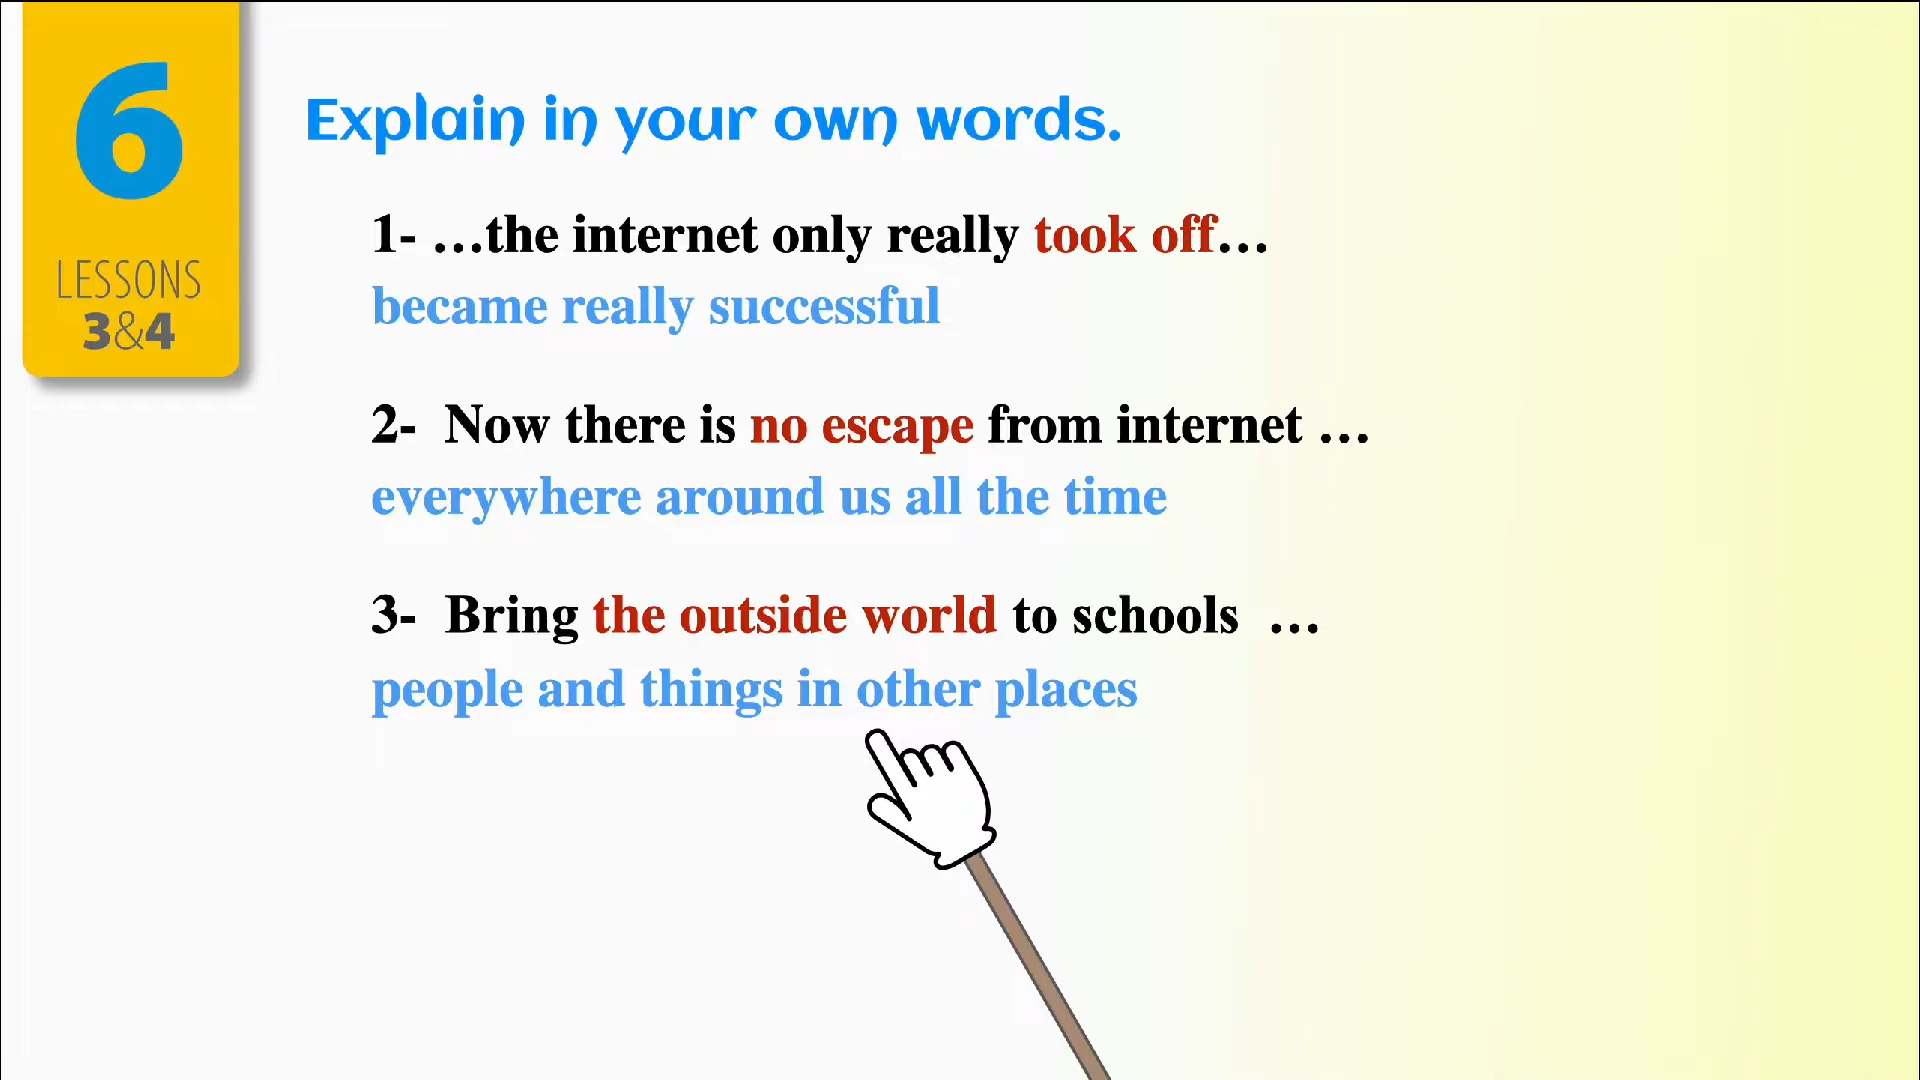 6
LESSONS
3&4
Explain in your own words.
1- …the internet only really took off…
became really successful
2- Now there is no escape from internet …
everywhere around us all the time
3- Bring the outside world to schools …
people and things in other places